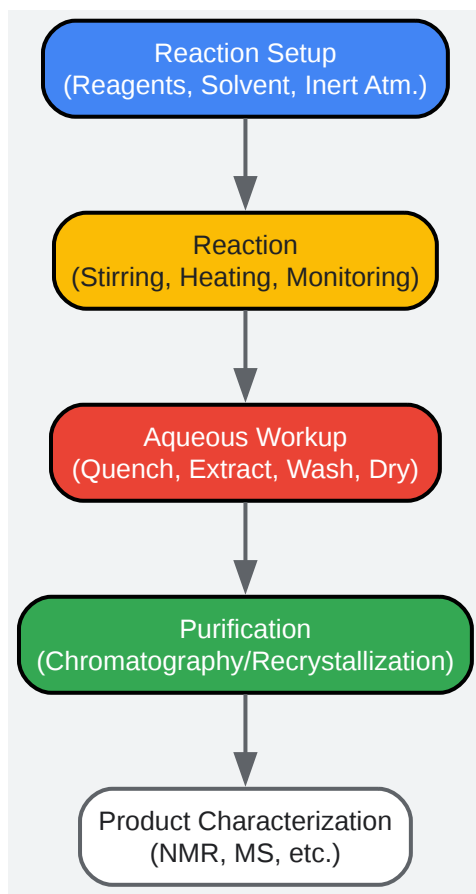 Reaction Setup
(Reagents, Solvent, Inert Atm.)
Reaction
(Stirring, Heating, Monitoring)
Aqueous Workup
(Quench, Extract, Wash, Dry)
Purification
(Chromatography/Recrystallization)
Product Characterization
(NMR, MS, etc.)